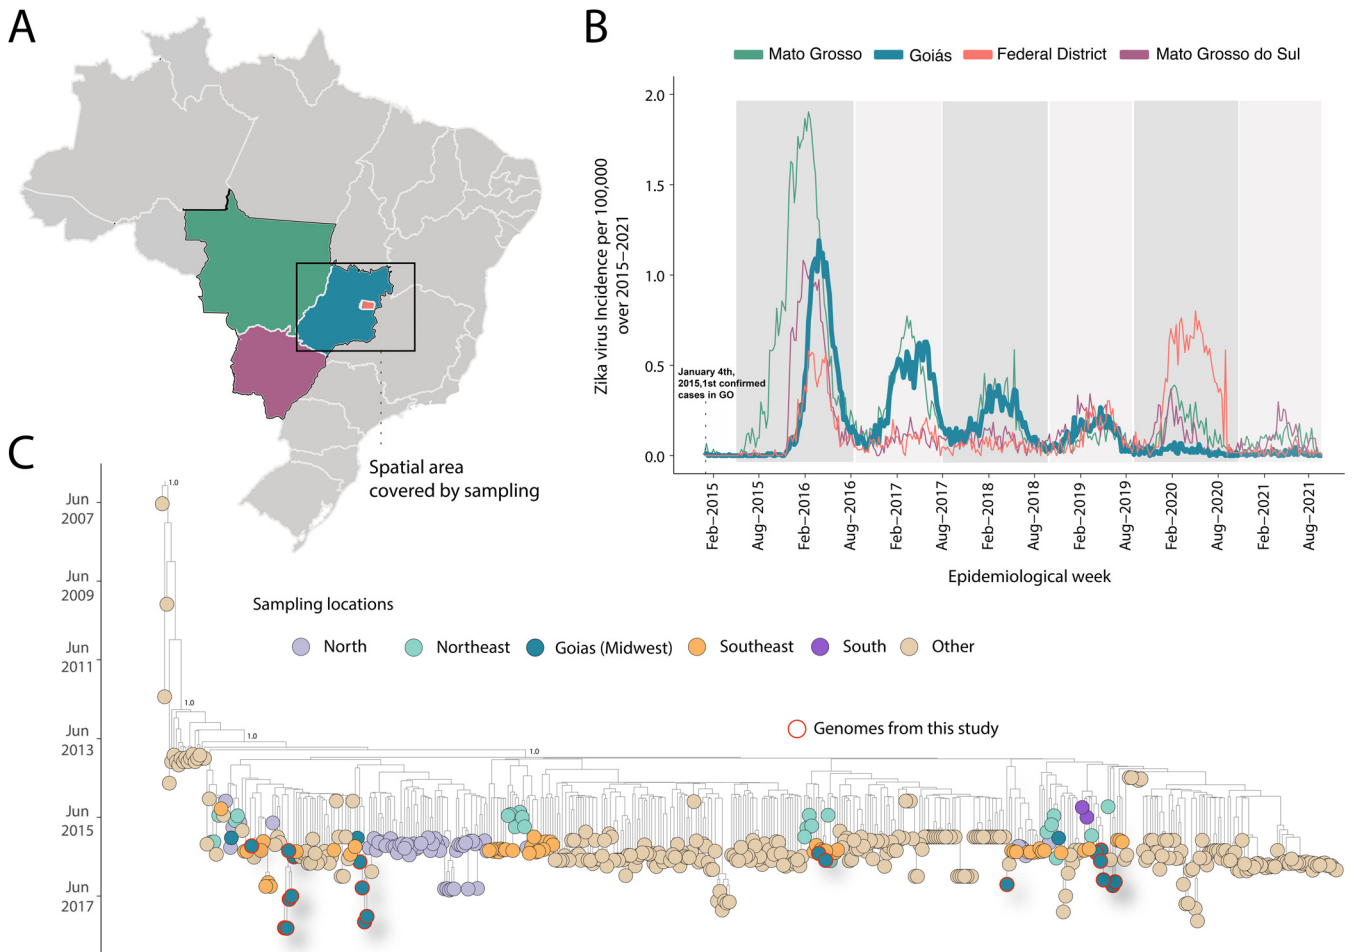 A
B
Mato Grosso Goiás Federal District Mato Grosso do Sul
2.0
1.5
1.0
0.5
0.0
Zika virus Incidence per 100,000
over 2015–2021
January 4th,
2015,1st confirmed
cases in GO
Feb–2015
Aug–2015
Feb–2016
Aug–2016
Feb–2017
Aug–2017
Feb–2018
Aug–2018
Feb–2019
Aug–2019
Feb–2020
Aug–2020
Feb–2021
Aug–2021
Epidemiological week
Spatial area
covered by sampling
C
Jun
2007
Jun
2009
Jun
2011
Jun
2013
Jun
2015
Jun
2017
1.0
1.0
1.0
1.0
Sampling locations
North Northeast Goias (Midwest) Southeast South Other
Genomes from this study